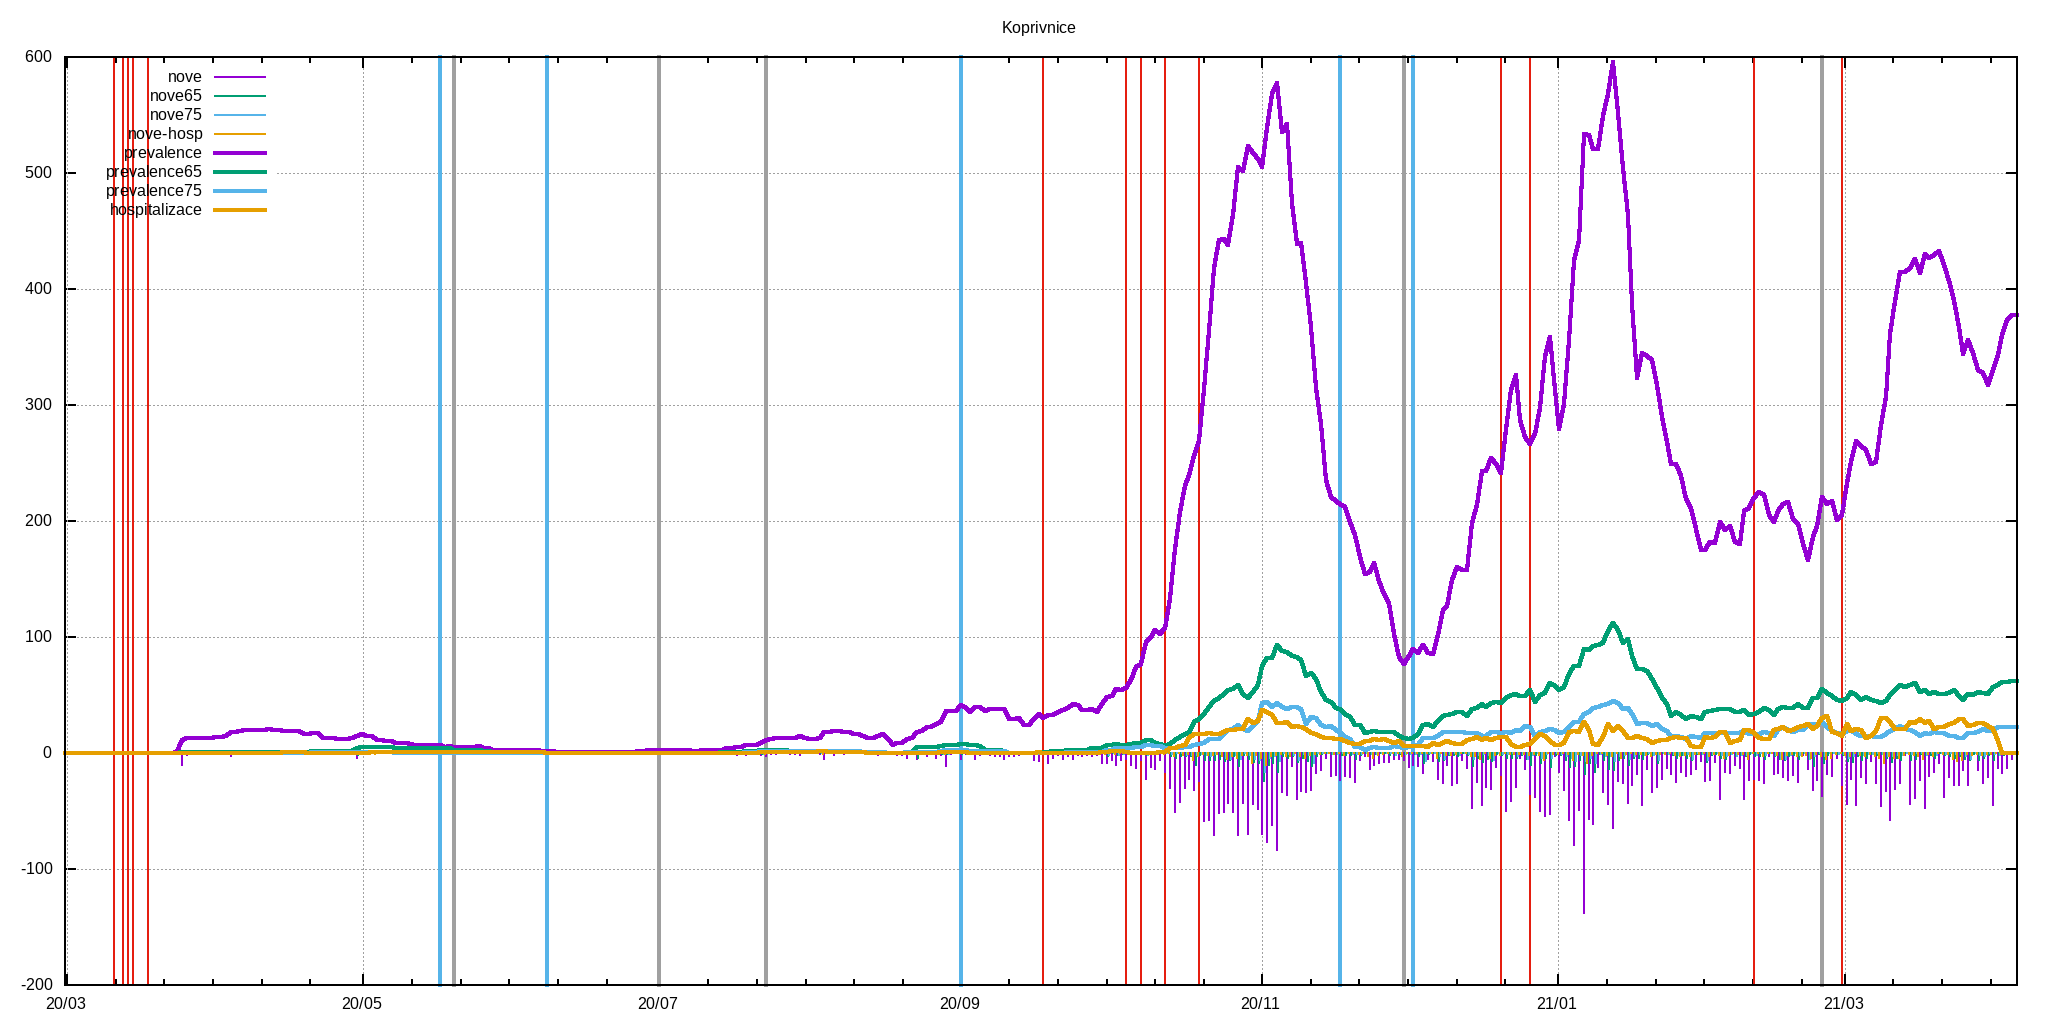 Koprivnice
600
500
400
300
200
100
0
-100
-200
nove
nove65
nove75
nove-hosp
prevalence
prevalence65
prevalence75
hospitalizace
20/03 20/05 20/07 20/09 20/11 21/01 21/03